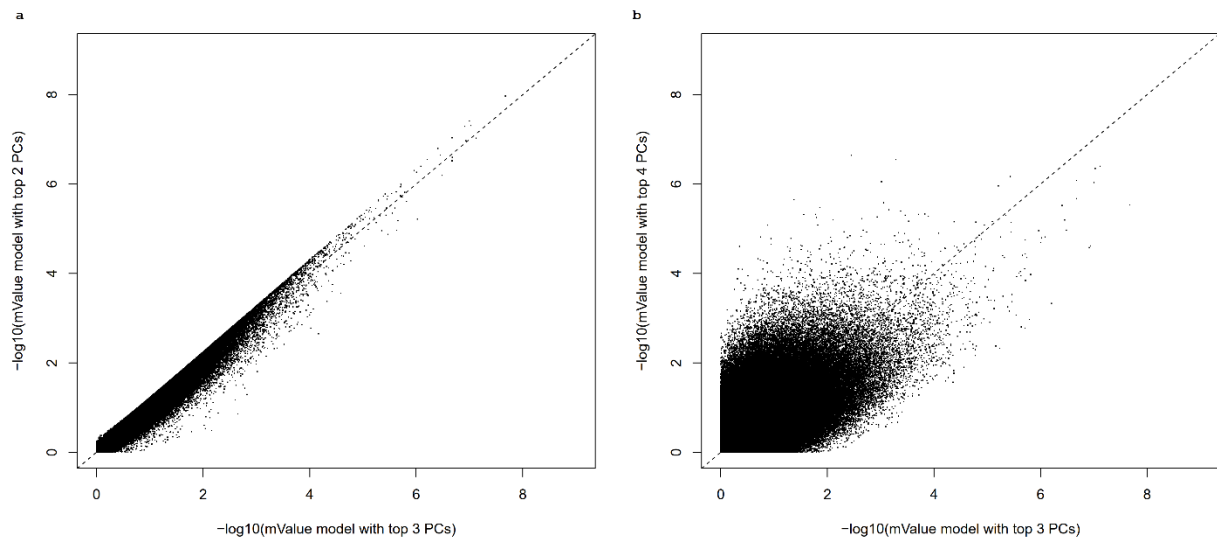 a
b
−log10(mValue model with top 2 PCs)
8
6
4
2
0
0 2 4 6 8
−log10(mValue model with top 3 PCs)
−log10(mValue model with top 4 PCs)
8
6
4
2
0
0 2 4 6 8
−log10(mValue model with top 3 PCs)